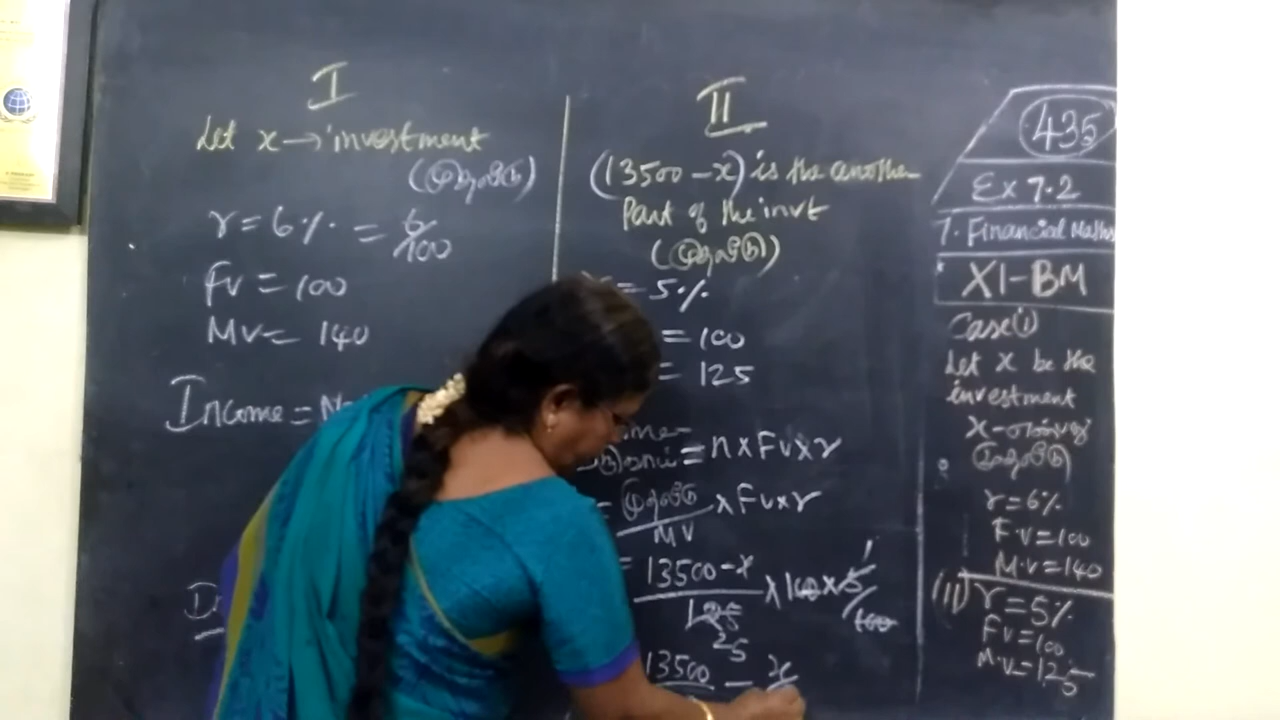 I
Let x → investment
(முதலீடு)
r = 6% = 6/100
FV = 100
MV = 140
Income = N
II
(13500 - x) is the another
Part of the invt
(முதலீடு)
= 5%
= 100
= 125
= n x FV x r
= முதலீடு/MV x FV x r
= 13500 - x/125 x 100 x 5/100
1
25
13500 - x
435
Ex 7.2
7. Financial Maths
XI - BM
Case (i)
Let x be the
investment
x - என்பது
முதலீடு)
r = 6%
F.V = 100
M.V = 140
(ii) r = 5%
FV = 100
M.V = 125